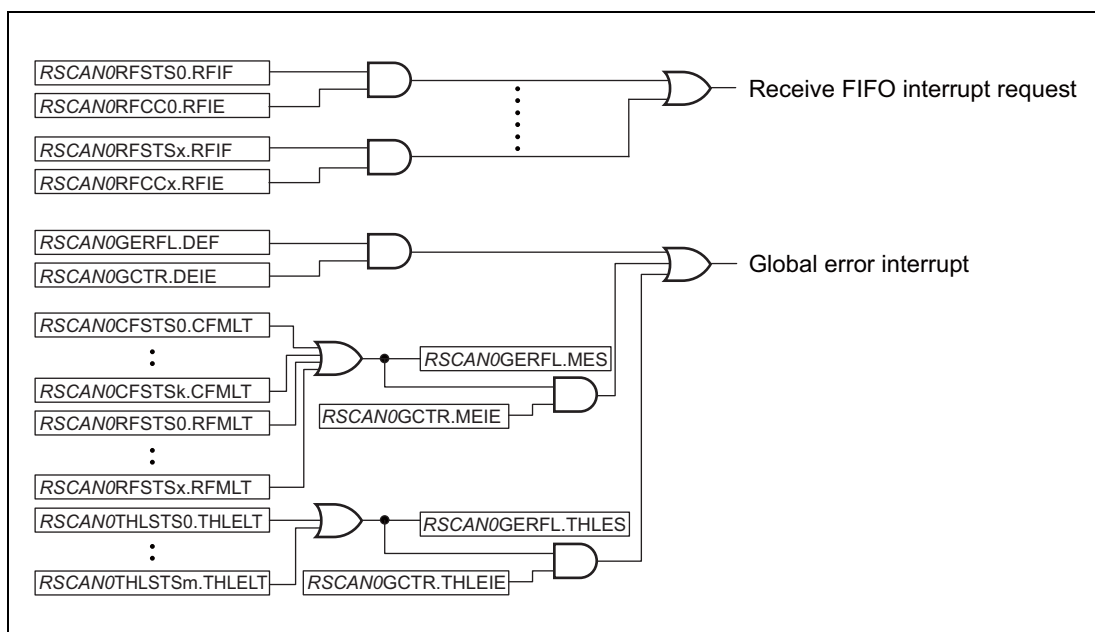 RSCAN0RFSTS0.RFIF
RSCAN0RFCC0.RFIE
Receive FIFO interrupt request
RSCAN0RFSTSx.RFIF
RSCAN0RFCCx.RFIE
RSCAN0GERFL.DEF
RSCAN0GCTR.DEIE
Global error interrupt
RSCAN0CFSTS0.CFMLT
RSCAN0GERFL.MES
RSCAN0CFSTSk.CFMLT
RSCAN0GCTR.MEIE
RSCAN0RFSTS0.RFMLT
RSCAN0RFSTSx.RFMLT
RSCAN0THLSTS0.THLELT
RSCAN0GERFL.THLES
RSCAN0THLSTSm.THLELT
RSCAN0GCTR.THLEIE